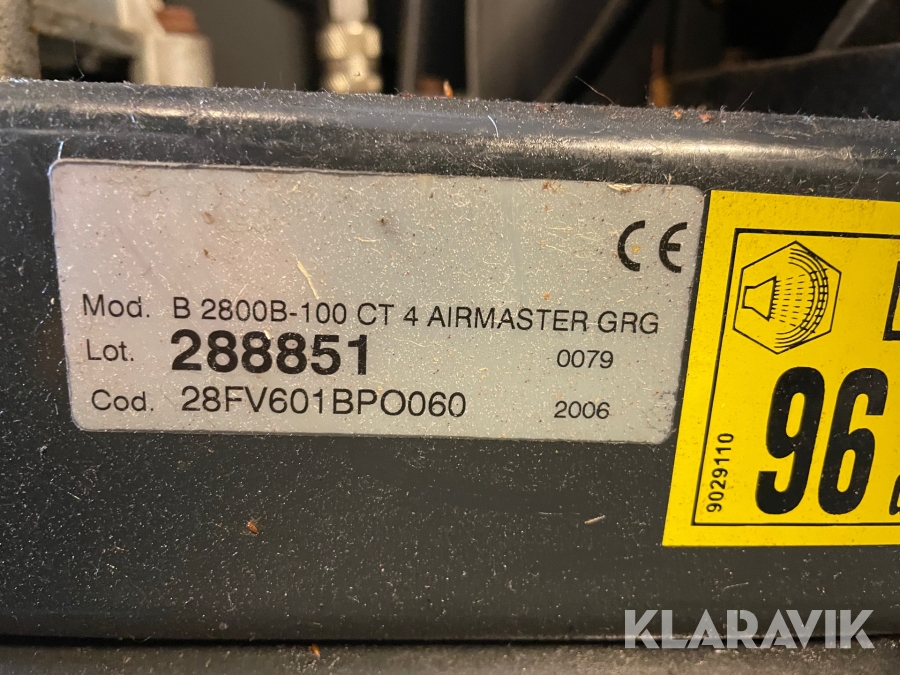 CE
Mod. B 2800B-100 CT 4 AIRMASTER GRG
Lot. 288851 0079
Cod. 28FV601BPO060 2006
9029110
96
KLARAVIK